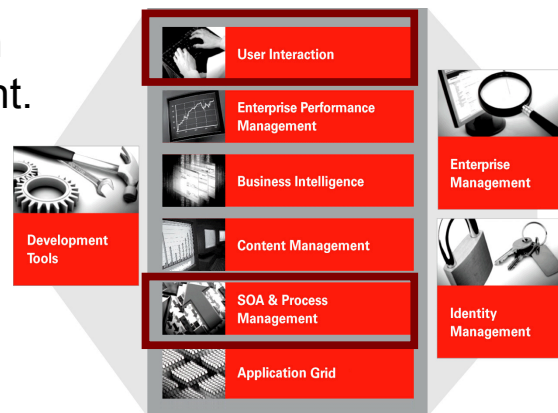 nt.
User Interaction
Enterprise Performance
Management
Business Intelligence
Content Management
SOA & Process
Management
Application Grid
Development
Tools
Enterprise
Management
Identity
Management